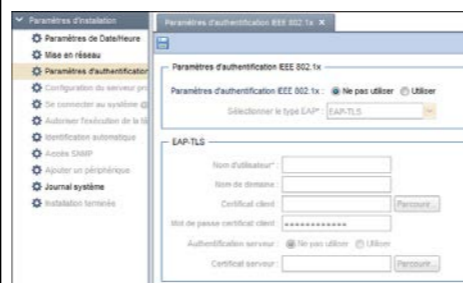 Paramètres d'installation
Paramètres de Date/Heure
Mise en réseau
Paramètres d'authentification
Configuration du serveur pro
Se connecter au système @
Autoriser l'exécution de la té
Identification automatique
Accès SNMP
Ajouter un périphérique
Journal système
Installation terminée
Paramètres d'authentification IEEE 802.1x
Paramètres d'authentification IEEE 802.1x
Paramètres d'authentification IEEE 802.1x : Ne pas utiliser Utiliser
Sélectionner le type EAP* : EAP-TLS
EAP-TLS
Nom d'utilisateur* :
Nom de domaine :
Certificat client : Parcourir...
Mot de passe certificat client : ************
Authentification serveur : Ne pas utiliser Utiliser
Certificat serveur : Parcourir...